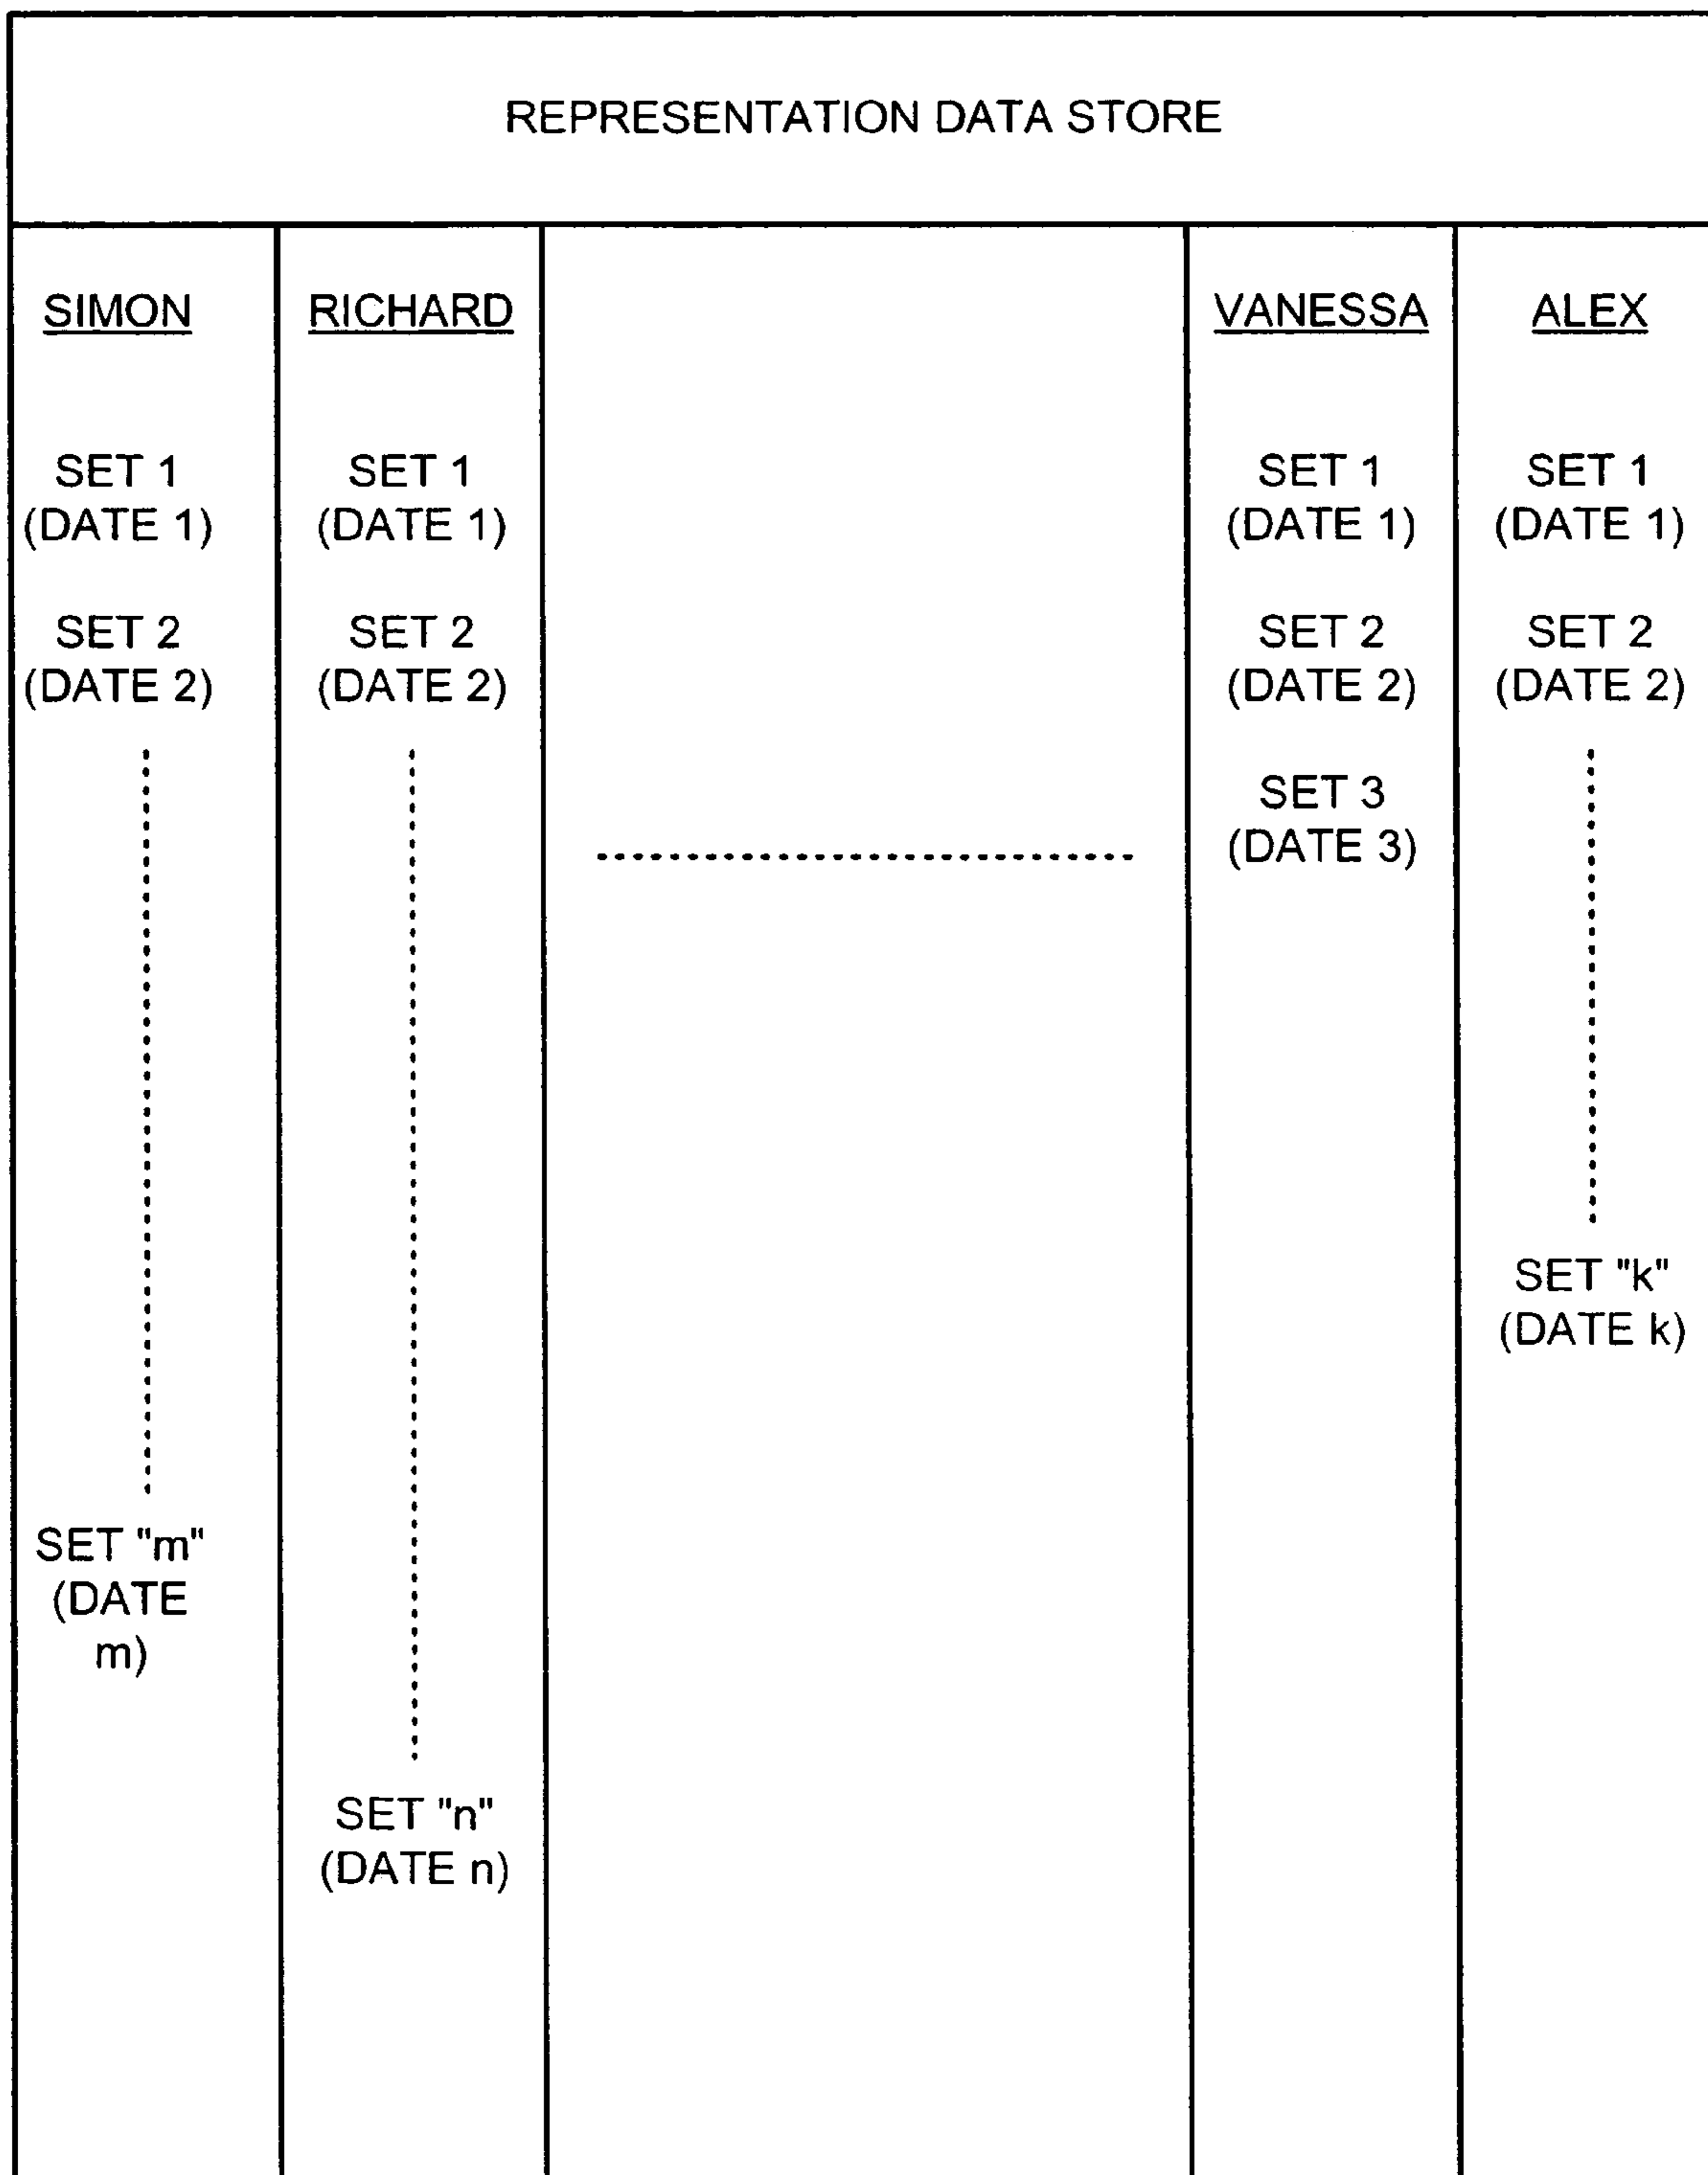 REPRESENTATION DATA STORE
SIMON
SET 1
(DATE 1)
SET 2
(DATE 2)
SET "m"
(DATE
m)
RICHARD
SET 1
(DATE 1)
SET 2
(DATE 2)
SET "n"
(DATE n)
VANESSA
SET 1
(DATE 1)
SET 2
(DATE 2)
SET 3
(DATE 3)
ALEX
SET 1
(DATE 1)
SET 2
(DATE 2)
SET "k"
(DATE k)